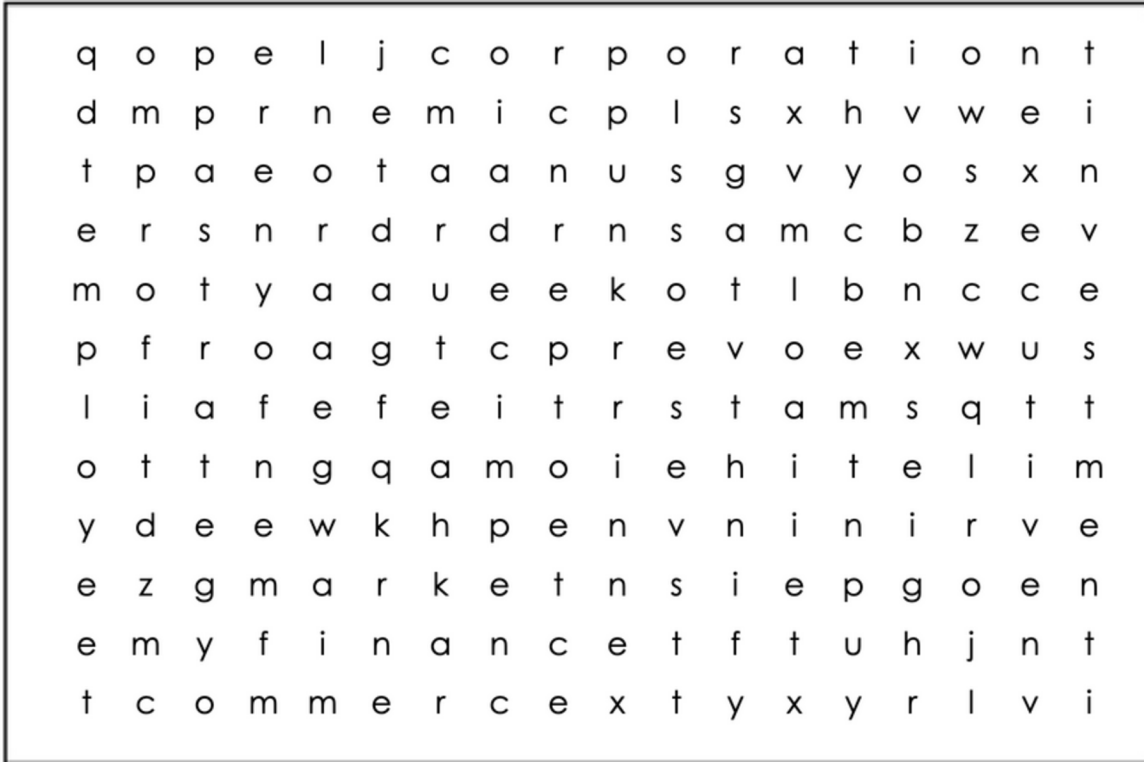 q o p e l j c o r p o r a t i o n t
d m p r n e m i c p l s x h v w e i
t p a e o t a a n u s g v y o s x n
e r s n r d r d r n s a m c b z e v
m o t y a a u e e k o t l b n c c e
p f r o a g t c p r e v o e x w u s
l i a f e f e i t r s t a m s q t t
o t t n g q a m o i e h i t e l i m
y d e e w k h p e n v n i n i r v e
e z g m a r k e t n s i e p g o e n
e m y f i n a n c e t f t u h j n t
t c o m m e r c e x t y x y r l v i